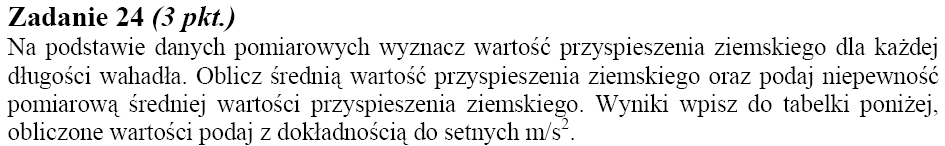 Zadanie 24 (3 pkt.)
Na podstawie danych pomiarowych wyznacz wartość przyspieszenia ziemskiego dla każdej
długości wahadła. Oblicz średnią wartość przyspieszenia ziemskiego oraz podaj niepewność
pomiarową średniej wartości przyspieszenia ziemskiego. Wyniki wpisz do tabelki poniżej,
obliczone wartości podaj z dokładnością do setnych m/s².